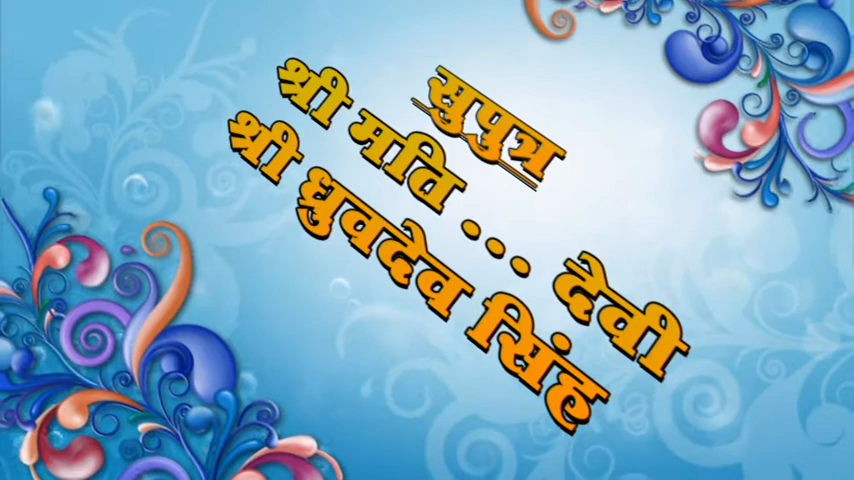 सुपुत्र
श्री मति ... देवी
श्री ध्रुवदेव सिंह